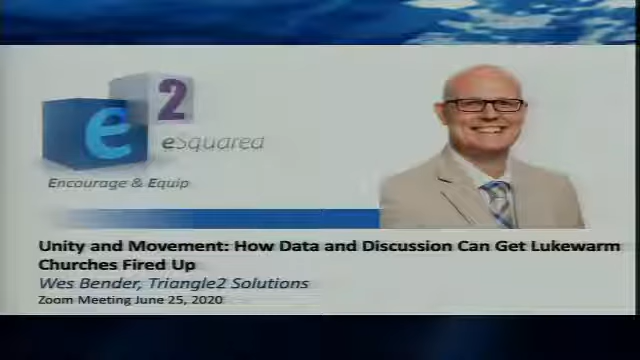 e2
eSquared
Encourage & Equip
Unity and Movement: How Data and Discussion Can Get Lukewarm
Churches Fired Up
Wes Bender, Triangle2 Solutions
Zoom Meeting June 25, 2020